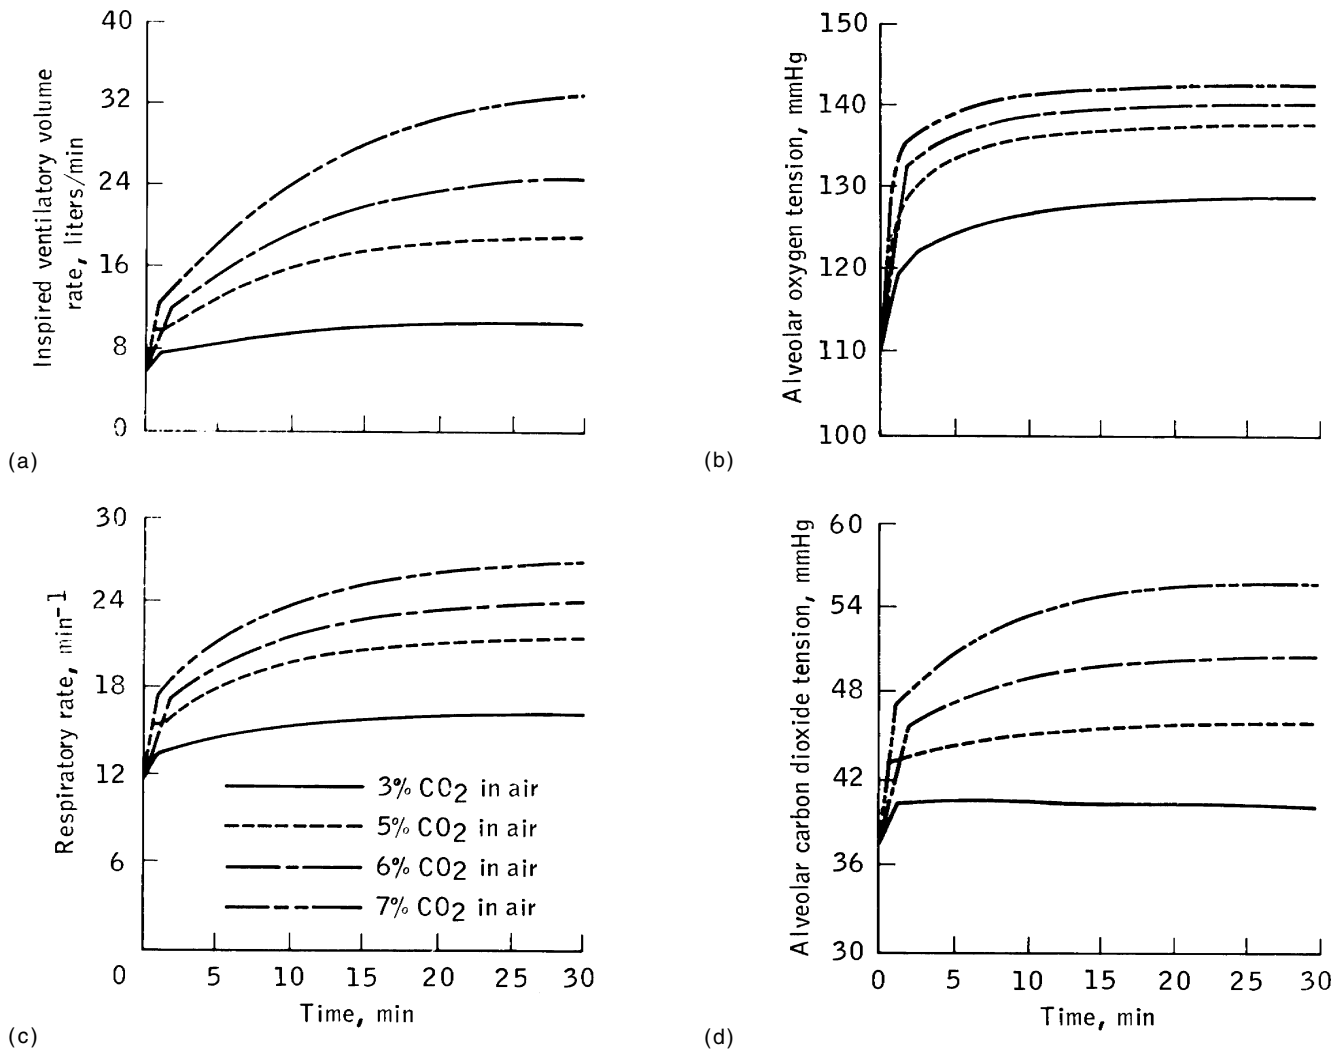 40
32
24
16
8
0
Inspired ventilatory volume
rate, liters/min
(a)
150
140
130
120
110
100
Alveolar oxygen tension, mmHg
(b)
30
24
18
12
6
0
Respiratory rate, min-1
3% CO2 in air
5% CO2 in air
6% CO2 in air
7% CO2 in air
5 10 15 20 25 30
Time, min
(c)
60
54
48
42
36
30
Alveolar carbon dioxide tension, mmHg
0 5 10 15 20 25 30
Time, min
(d)